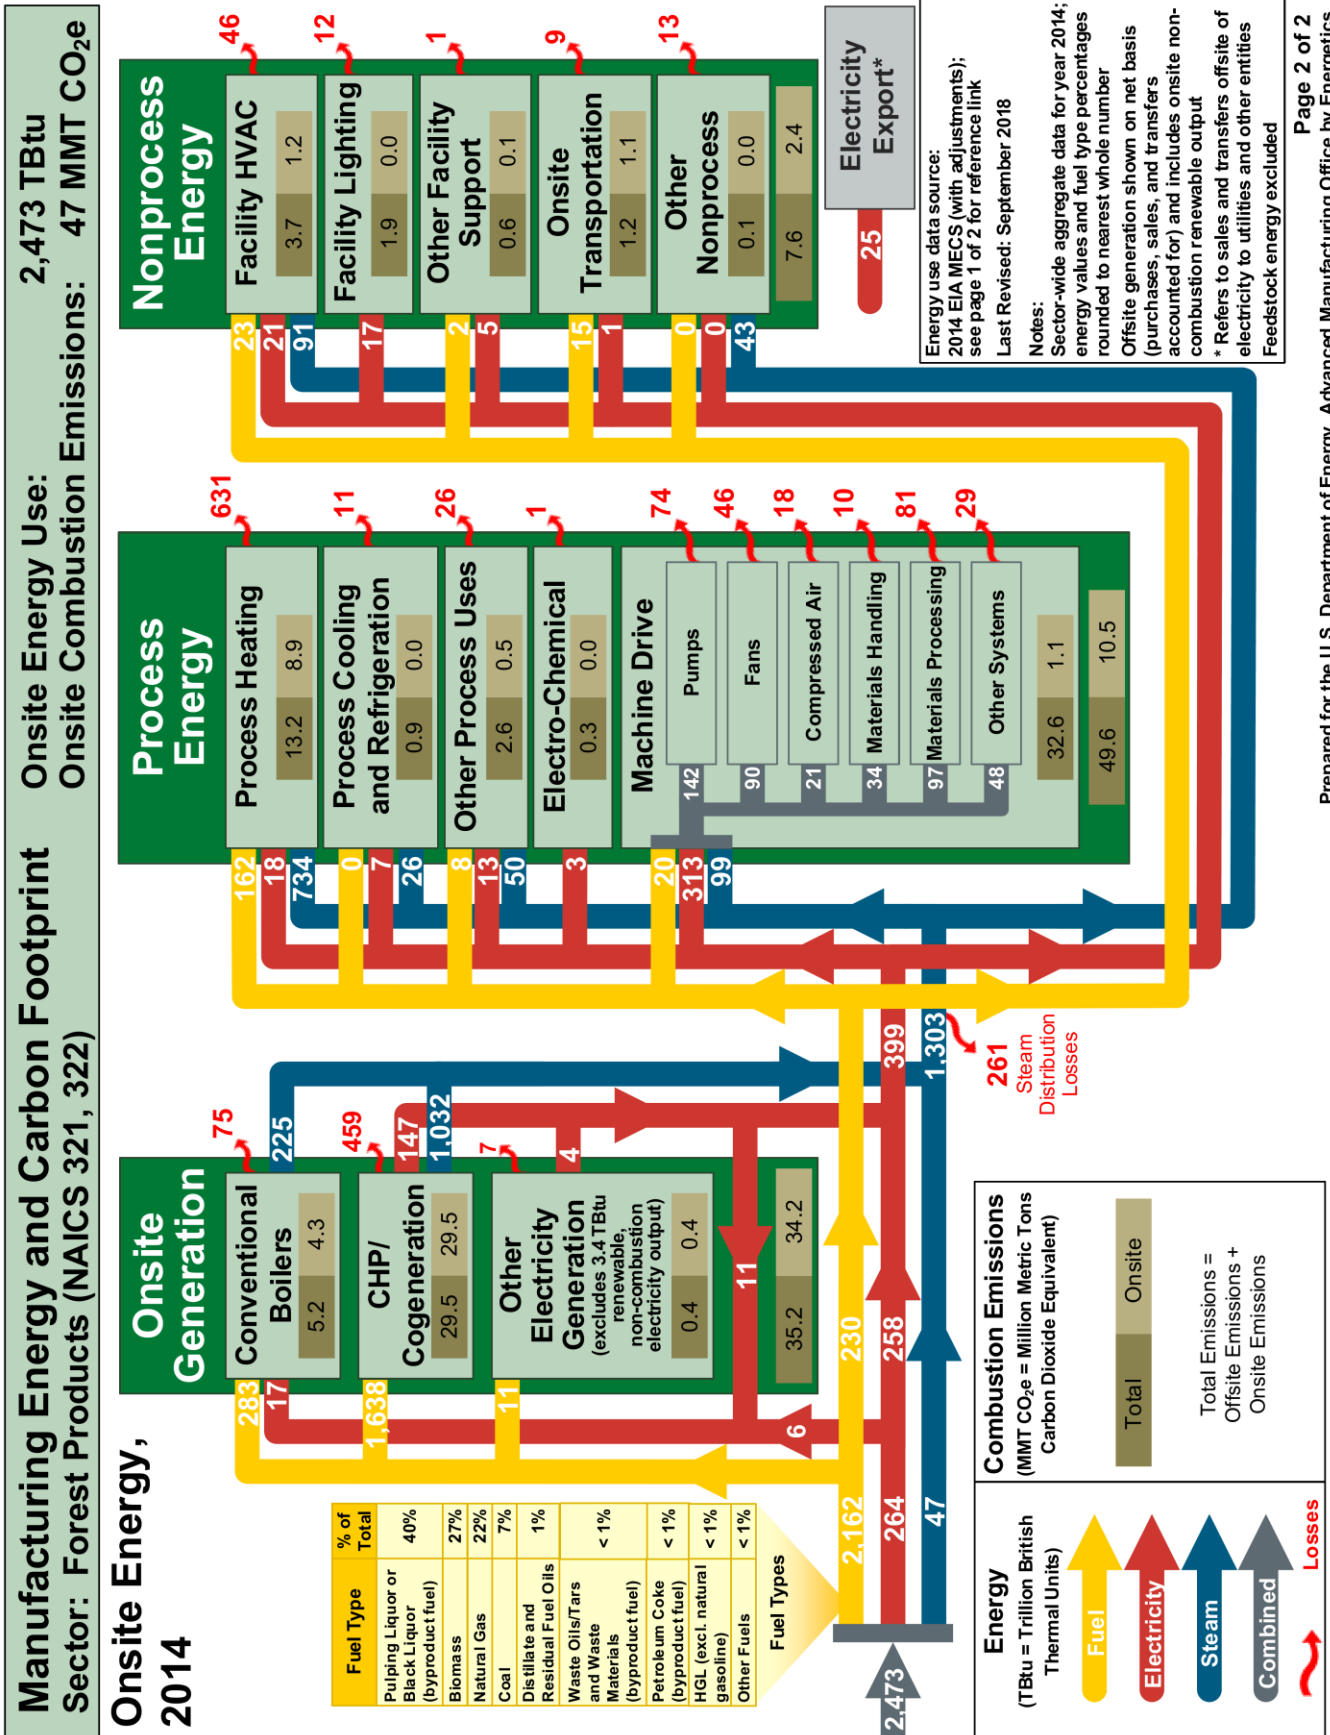 Manufacturing Energy and Carbon Footprint
Sector: Forest Products (NAICS 321, 322)
Onsite Energy Use: 2,473 TBtu
Onsite Combustion Emissions: 47 MMT CO₂e
Onsite Energy,
2014
Fuel Type
% of
Total
Pulping Liquor or
Black Liquor
(byproduct fuel)
40%
Biomass
27%
Natural Gas
22%
Coal
7%
Distillate and
Residual Fuel Oils
1%
Waste Oils/Tars
and Waste
Materials
(byproduct fuel)
< 1%
Petroleum Coke
(byproduct fuel)
< 1%
HGL (excl. natural
gasoline)
< 1%
Other Fuels
< 1%
Fuel Types
2,473
2,162
264
47
6
230
258
11
Onsite
Generation
283
17
Conventional
Boilers
5.2
4.3
75
225
1,638
CHP/
Cogeneration
29.5
29.5
459
147
1,032
11
Other
Electricity
Generation
(excludes 3.4 TBtu
renewable,
non-combustion
electricity output)
0.4
0.4
7
4
35.2
34.2
399
1,303
261
Steam
Distribution
Losses
Process
Energy
162
18
734
Process Heating
13.2
8.9
631
0
7
26
Process Cooling
and Refrigeration
0.9
0.0
11
8
13
50
Other Process Uses
2.6
0.5
26
3
Electro-Chemical
0.3
0.0
1
20
313
99
Machine Drive
142
Pumps
74
90
Fans
46
21
Compressed Air
18
34
Materials Handling
10
97
Materials Processing
81
48
Other Systems
29
32.6
1.1
49.6
10.5
Nonprocess
Energy
23
21
91
Facility HVAC
3.7
1.2
46
17
Facility Lighting
1.9
0.0
12
2
5
Other Facility
Support
0.6
0.1
1
15
1
Onsite
Transportation
1.2
1.1
9
0
0
43
Other
Nonprocess
0.1
0.0
13
7.6
2.4
25
Electricity
Export*
Energy
(TBtu = Trillion British
Thermal Units)
Fuel
Electricity
Steam
Combined
Losses
Combustion Emissions
(MMT CO₂e = Million Metric Tons
Carbon Dioxide Equivalent)
Total
Onsite
Total Emissions =
Offsite Emissions +
Onsite Emissions
Energy use data source:
2014 EIA MECS (with adjustments);
see page 1 of 2 for reference link
Last Revised: September 2018
Notes:
Sector-wide aggregate data for year 2014;
energy values and fuel type percentages
rounded to nearest whole number
Offsite generation shown on net basis
(purchases, sales, and transfers
accounted for) and includes onsite non-
combustion renewable output
* Refers to sales and transfers offsite of
electricity to utilities and other entities
Feedstock energy excluded
Page 2 of 2
Prepared for the U.S. Department of Energy, Advanced Manufacturing Office by Energetics